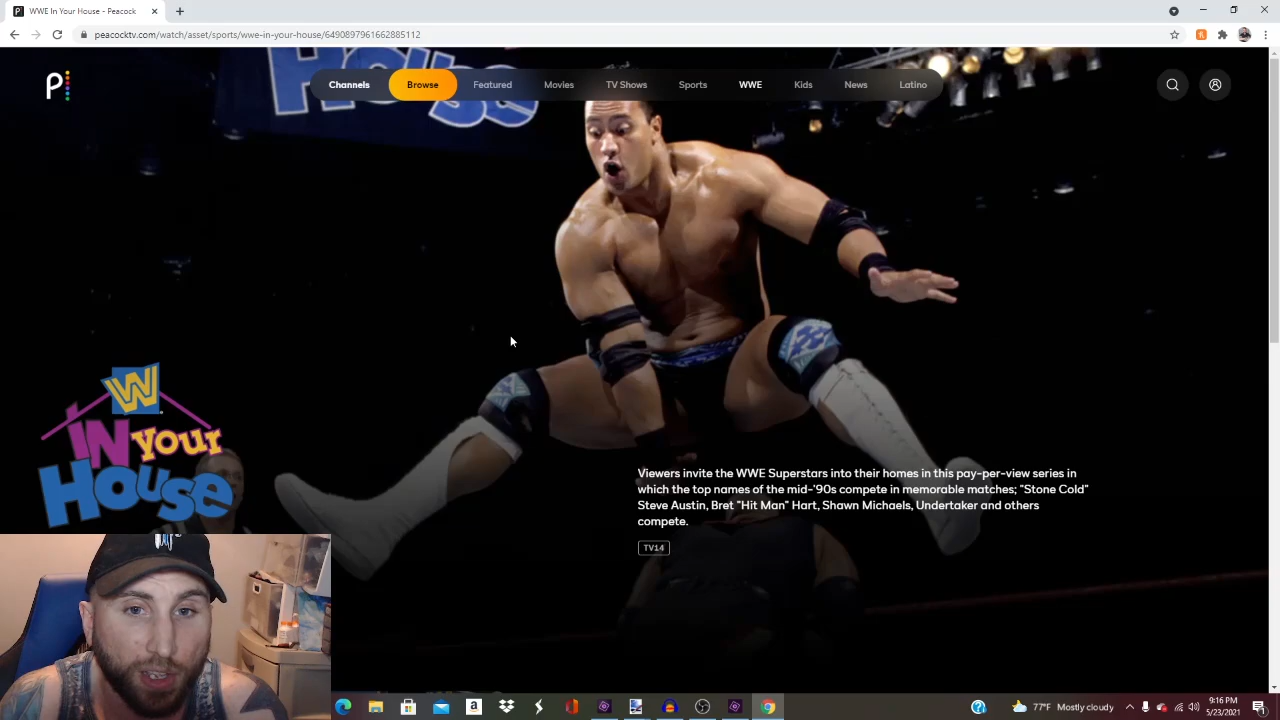 WWE In Your House - Peacock
peacocktv.com/watch/asset/sports/wwe-in-your-house/6490897961662885112
House
P
Channels
Browse
Featured
Movies
TV Shows
Sports
WWE
Kids
News
Latino
W
IN your
House
Viewers invite the WWE Superstars into their homes in this pay-per-view series in
which the top names of the mid-'90s compete in memorable matches; "Stone Cold"
Steve Austin, Bret "Hit Man" Hart, Shawn Michaels, Undertaker and others
compete.
TV14
77°F Mostly cloudy
9:16 PM
5/23/2021